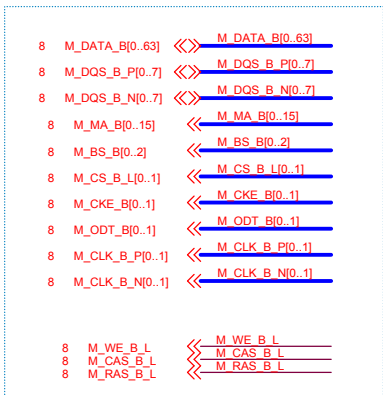 8 M_DATA_B[0..63] M_DATA_B[0..63]
8 M_DQS_B_P[0..7] M_DQS_B_P[0..7]
8 M_DQS_B_N[0..7] M_DQS_B_N[0..7]
8 M_MA_B[0..15] M_MA_B[0..15]
8 M_BS_B[0..2] M_BS_B[0..2]
8 M_CS_B_L[0..1] M_CS_B_L[0..1]
8 M_CKE_B[0..1] M_CKE_B[0..1]
8 M_ODT_B[0..1] M_ODT_B[0..1]
8 M_CLK_B_P[0..1] M_CLK_B_P[0..1]
8 M_CLK_B_N[0..1] M_CLK_B_N[0..1]
8 M_WE_B_L M_WE_B_L
8 M_CAS_B_L M_CAS_B_L
8 M_RAS_B_L M_RAS_B_L